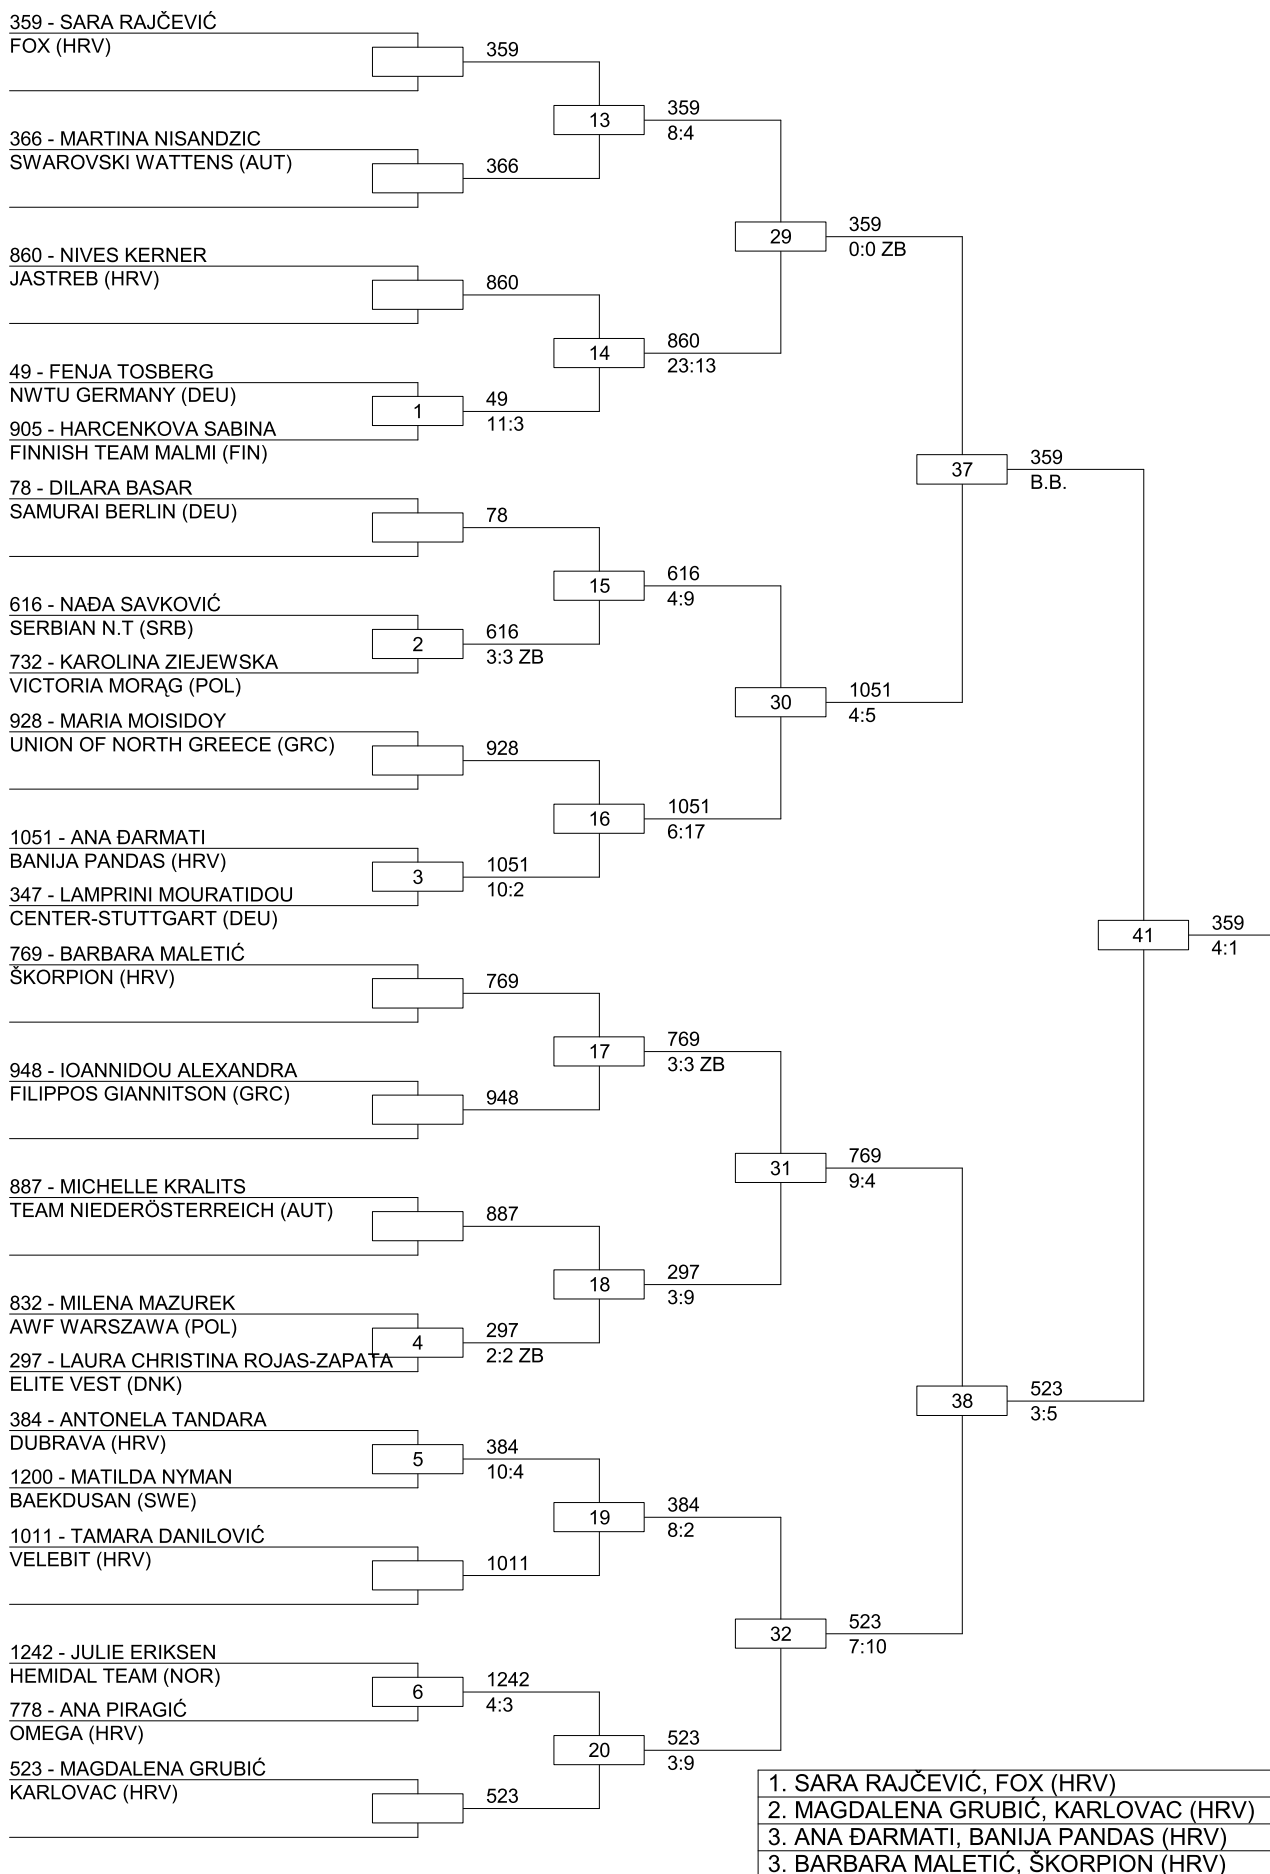 359 - SARA RAJČEVIĆ
FOX (HRV)
359
13
359
8:4
366 - MARTINA NISANDZIC
SWAROVSKI WATTENS (AUT)
366
29
359
0:0 ZB
860 - NIVES KERNER
JASTREB (HRV)
860
14
860
23:13
49 - FENJA TOSBERG
NWTU GERMANY (DEU)
1
49
11:3
905 - HARCENKOVA SABINA
FINNISH TEAM MALMI (FIN)
37
359
B.B.
78 - DILARA BASAR
SAMURAI BERLIN (DEU)
78
15
616
4:9
616 - NAĐA SAVKOVIĆ
SERBIAN N.T (SRB)
2
616
3:3 ZB
732 - KAROLINA ZIEJEWSKA
VICTORIA MORĄG (POL)
30
1051
4:5
928 - MARIA MOISIDOY
UNION OF NORTH GREECE (GRC)
928
16
1051
6:17
1051 - ANA ĐARMATI
BANIJA PANDAS (HRV)
3
1051
10:2
347 - LAMPRINI MOURATIDOU
CENTER-STUTTGART (DEU)
41
359
4:1
769 - BARBARA MALETIĆ
ŠKORPION (HRV)
769
17
769
3:3 ZB
948 - IOANNIDOU ALEXANDRA
FILIPPOS GIANNITSON (GRC)
948
31
769
9:4
887 - MICHELLE KRALITS
TEAM NIEDERÖSTERREICH (AUT)
887
18
297
3:9
832 - MILENA MAZUREK
AWF WARSZAWA (POL)
4
297
2:2 ZB
297 - LAURA CHRISTINA ROJAS-ZAPATA
ELITE VEST (DNK)
38
523
3:5
384 - ANTONELA TANDARA
DUBRAVA (HRV)
5
384
10:4
1200 - MATILDA NYMAN
BAEKDUSAN (SWE)
19
384
8:2
1011 - TAMARA DANILOVIĆ
VELEBIT (HRV)
1011
32
523
7:10
1242 - JULIE ERIKSEN
HEMIDAL TEAM (NOR)
6
1242
4:3
778 - ANA PIRAGIĆ
OMEGA (HRV)
20
523
3:9
523 - MAGDALENA GRUBIĆ
KARLOVAC (HRV)
523
1. SARA RAJČEVIĆ, FOX (HRV)
2. MAGDALENA GRUBIĆ, KARLOVAC (HRV)
3. ANA ĐARMATI, BANIJA PANDAS (HRV)
3. BARBARA MALETIĆ, ŠKORPION (HRV)